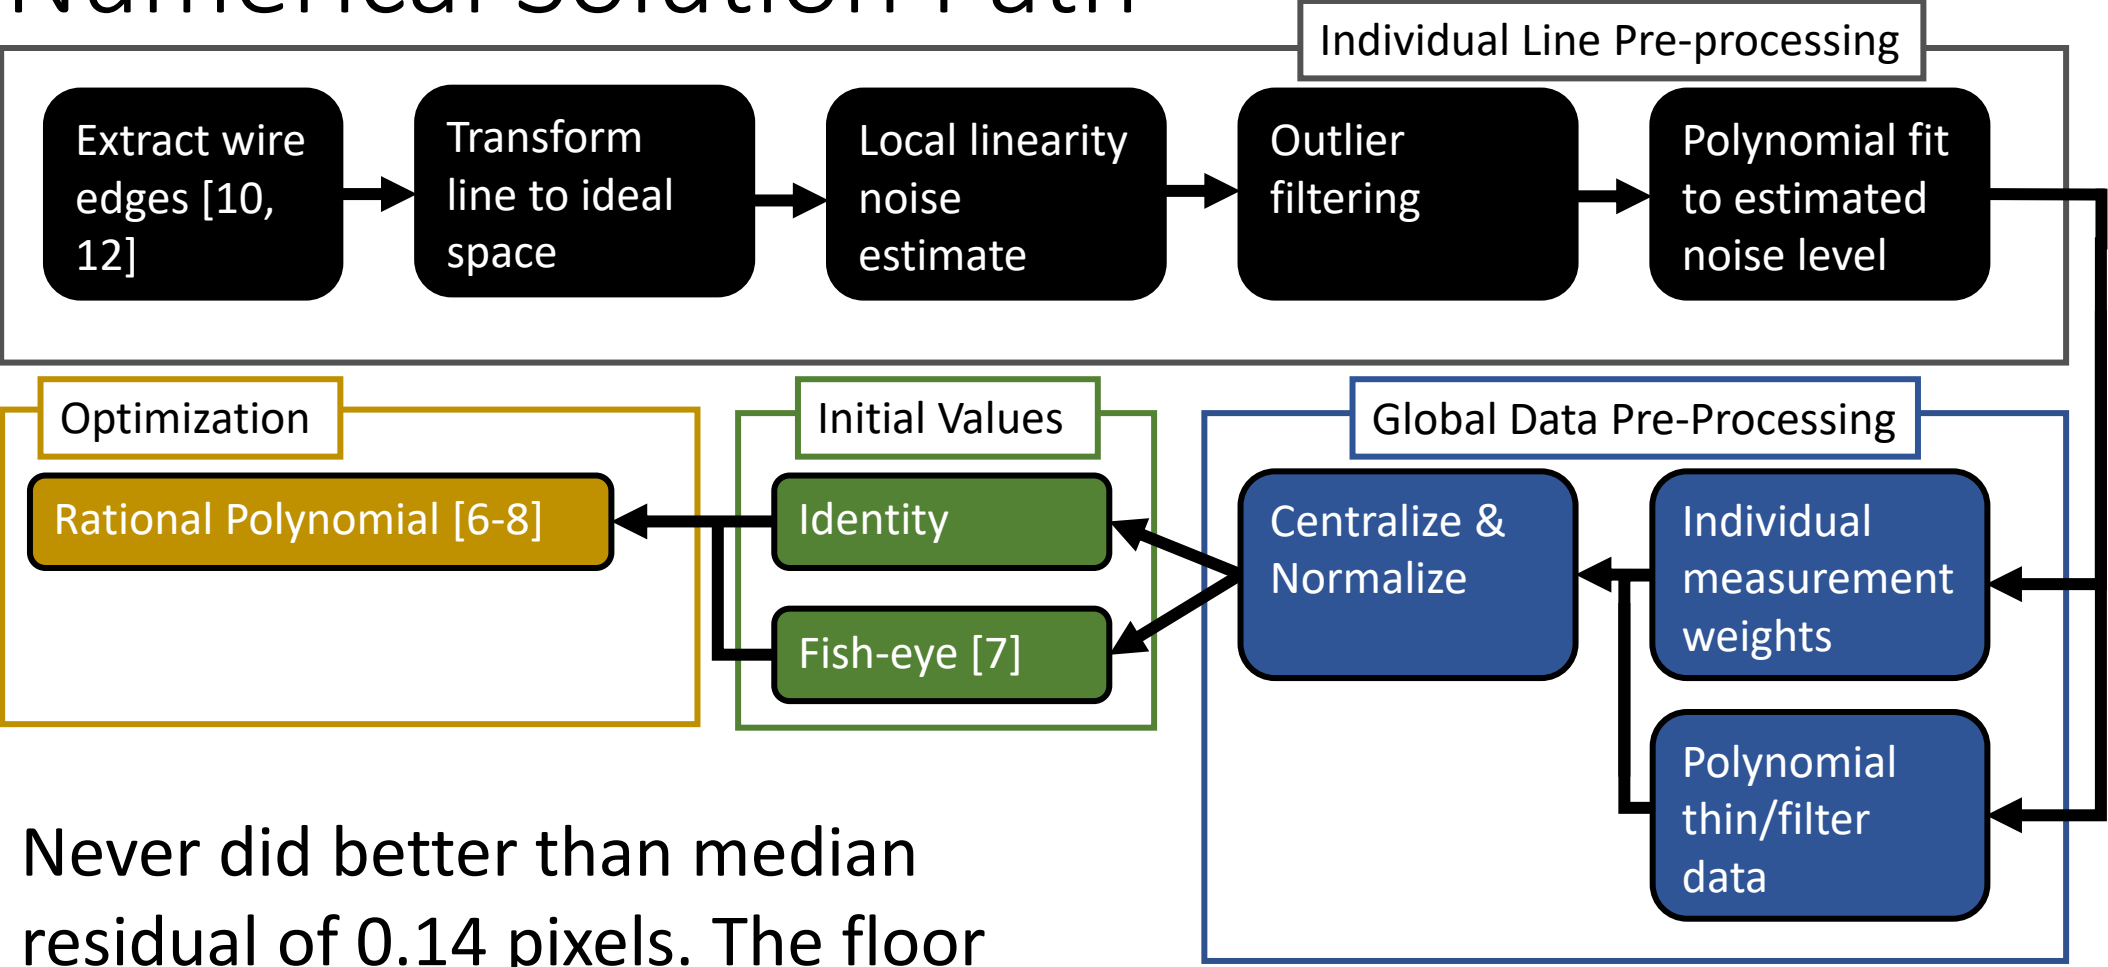 Numerical Solution Path
Individual Line Pre-processing
Extract wire
edges [10,
12]
Transform
line to ideal
space
Local linearity
noise
estimate
Outlier
filtering
Polynomial fit
to estimated
noise level
Optimization
Rational Polynomial [6-8]
Initial Values
Identity
Fish-eye [7]
Global Data Pre-Processing
Centralize &
Normalize
Individual
measurement
weights
Polynomial
thin/filter
data
Never did better than median
residual of 0.14 pixels. The floor